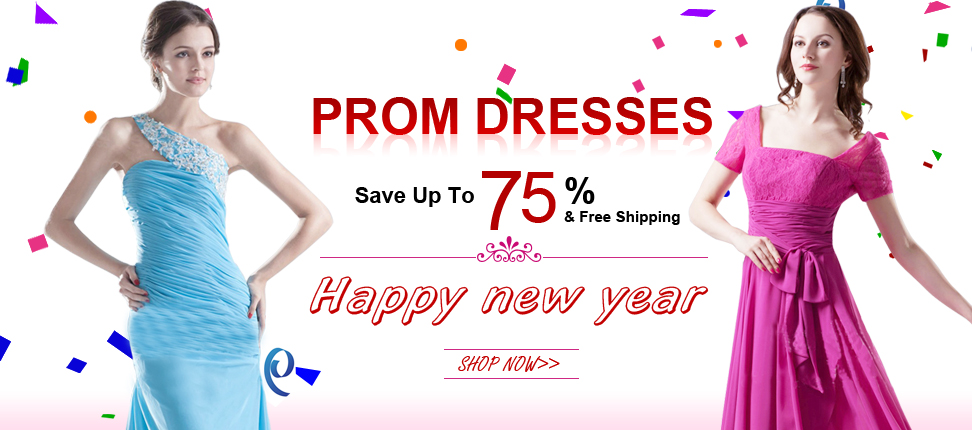 PROM DRESSES
Save Up To 75 %
& Free Shipping
Happy new year
SHOP NOW>>